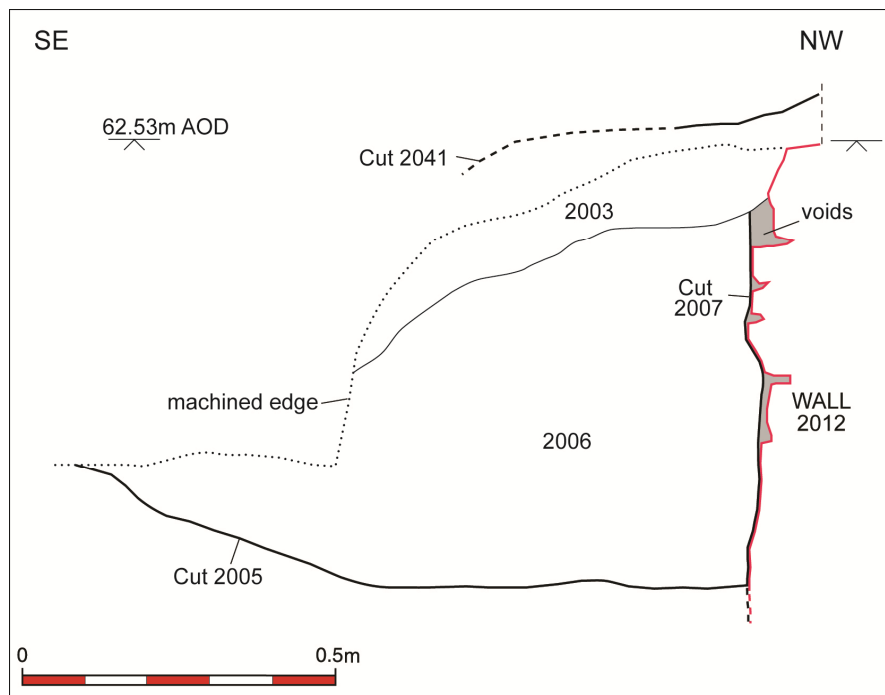 SE
NW
62.53m AOD
Cut 2041
2003
voids
Cut
2007
machined edge
WALL
2012
2006
Cut 2005
0
0.5m